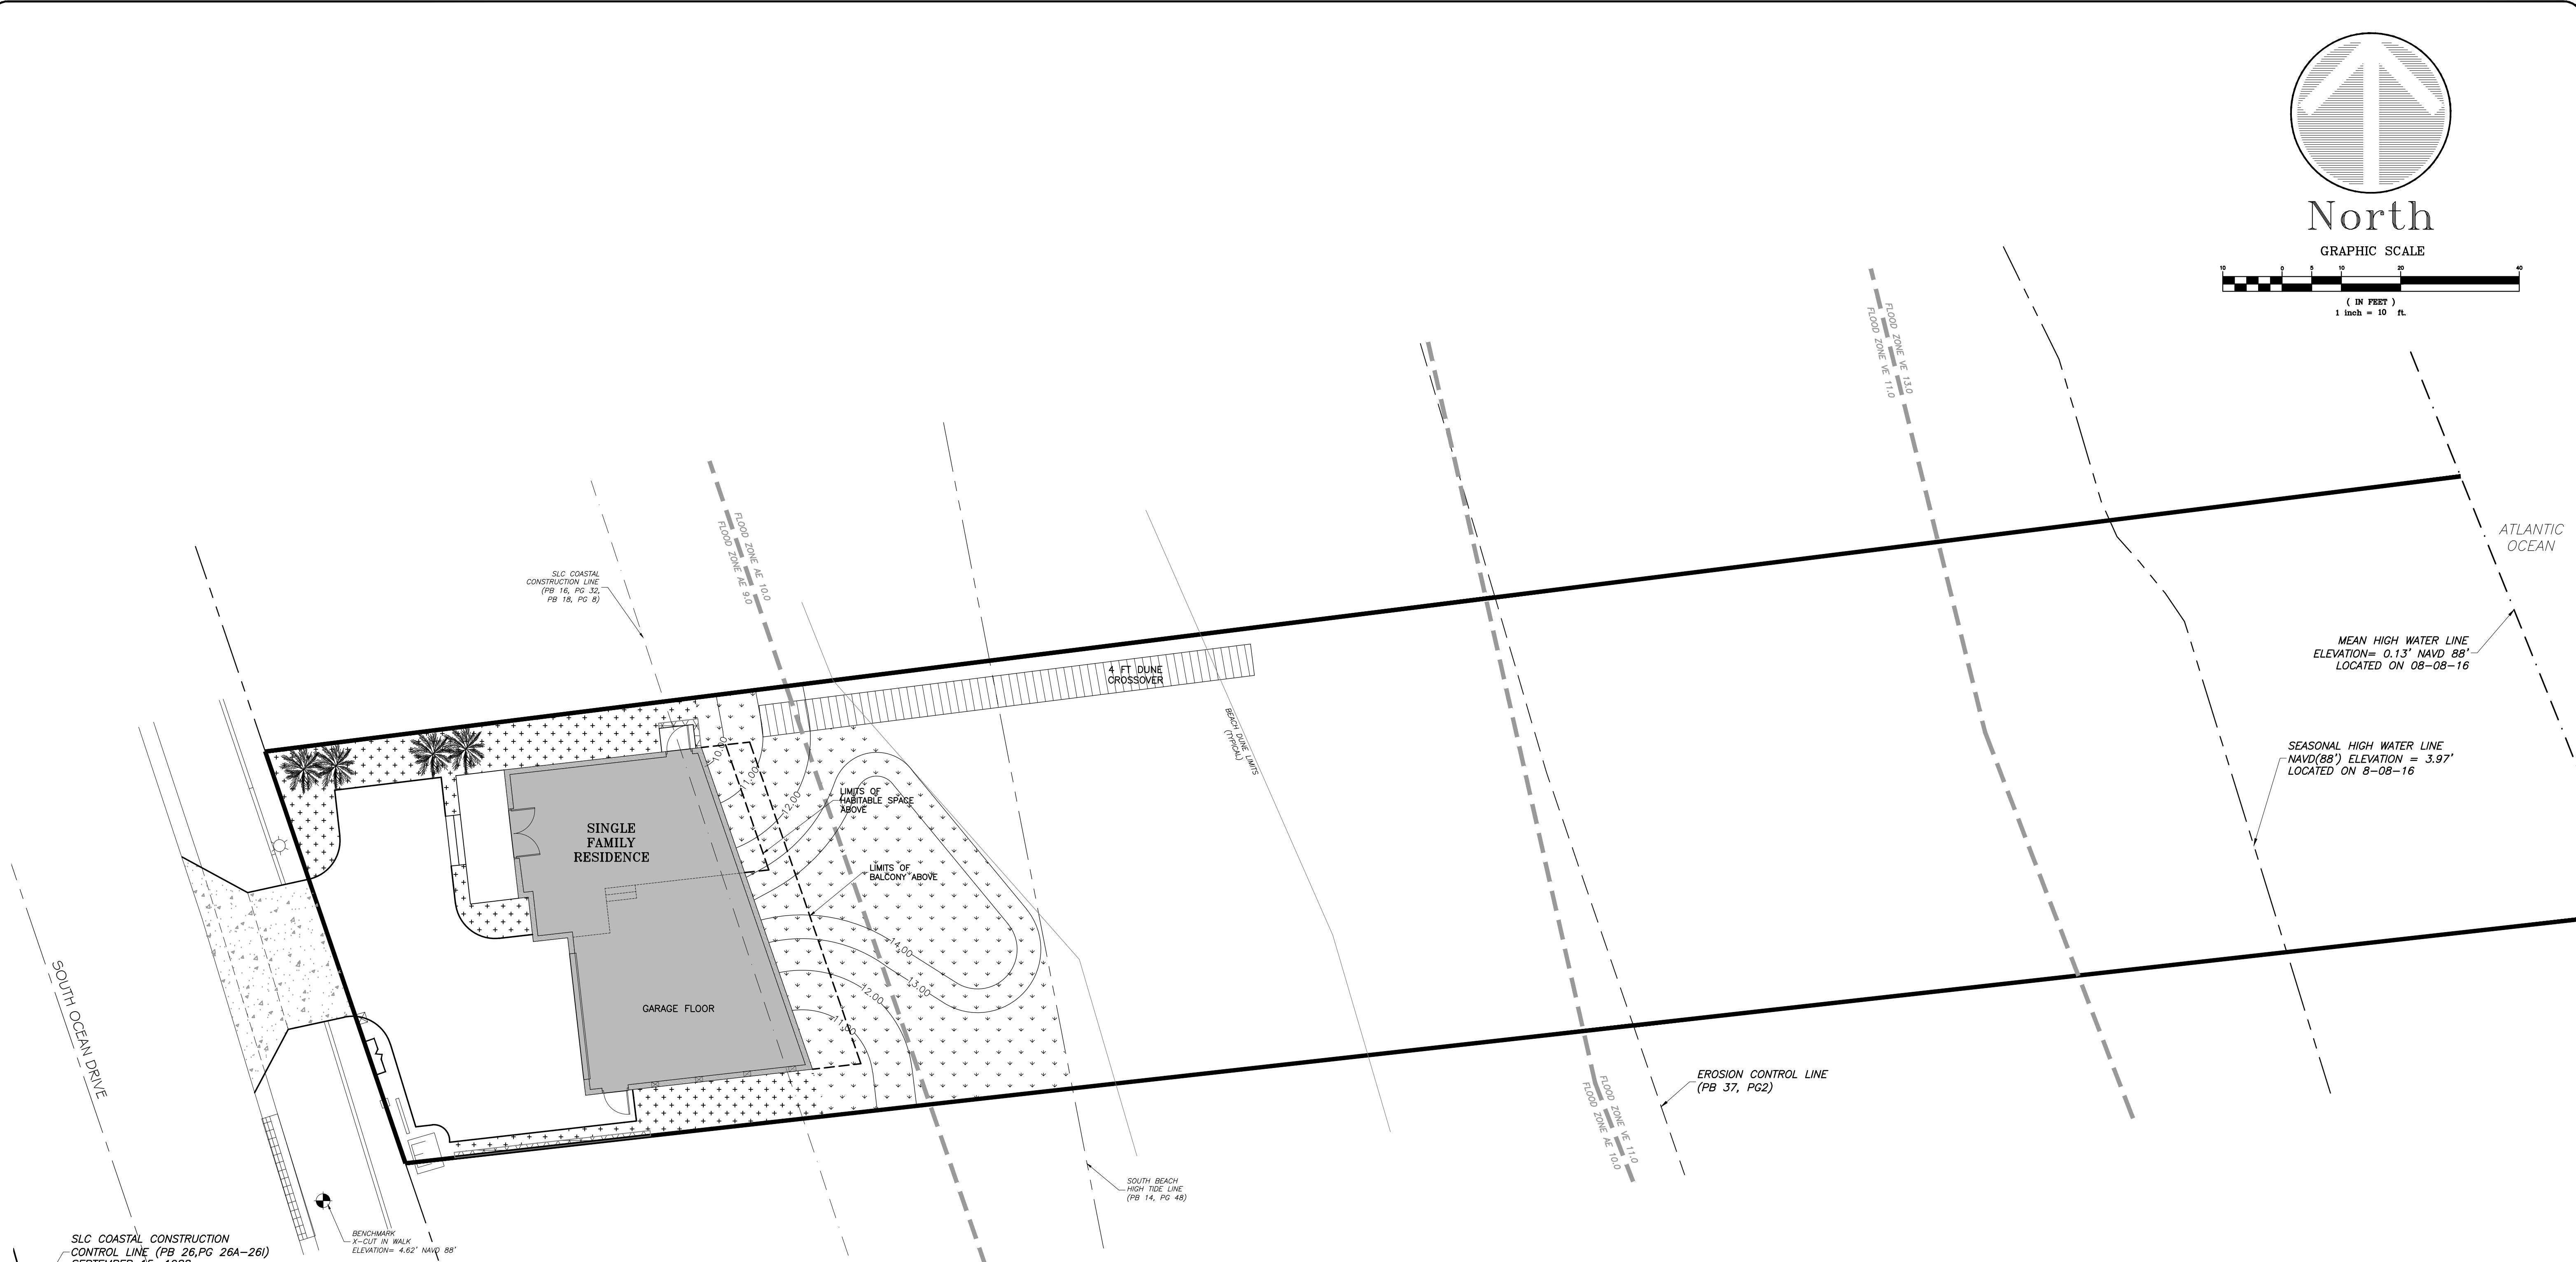 North
GRAPHIC SCALE
10 0 5 10 20 40
( IN FEET )
1 inch = 10 ft.
FLOOD ZONE VE 13.0
FLOOD ZONE VE 11.0
ATLANTIC
OCEAN
FLOOD ZONE AE 10.0
FLOOD ZONE AE 9.0
SLC COASTAL
CONSTRUCTION LINE
(PB 16, PG 32,
PB 18, PG 8)
MEAN HIGH WATER LINE
ELEVATION= 0.13' NAVD 88'
LOCATED ON 08-08-16
4 FT DUNE
CROSSOVER
BEACH DUNE LIMITS
(TYPICAL)
SEASONAL HIGH WATER LINE
NAVD(88') ELEVATION = 3.97'
LOCATED ON 8-08-16
10.00
11.00
12.00
LIMITS OF
HABITABLE SPACE
ABOVE
SINGLE
FAMILY
RESIDENCE
LIMITS OF
BALCONY ABOVE
14.00
13.00
12.00
11.00
GARAGE FLOOR
SOUTH OCEAN DRIVE
EROSION CONTROL LINE
(PB 37, PG2)
FLOOD ZONE VE 11.0
FLOOD ZONE AE 10.0
SOUTH BEACH
HIGH TIDE LINE
(PB 14, PG 48)
BENCHMARK
X-CUT IN WALK
ELEVATION= 4.62' NAVD 88'
SLC COASTAL CONSTRUCTION
CONTROL LINE (PB 26,PG 26A-26I)